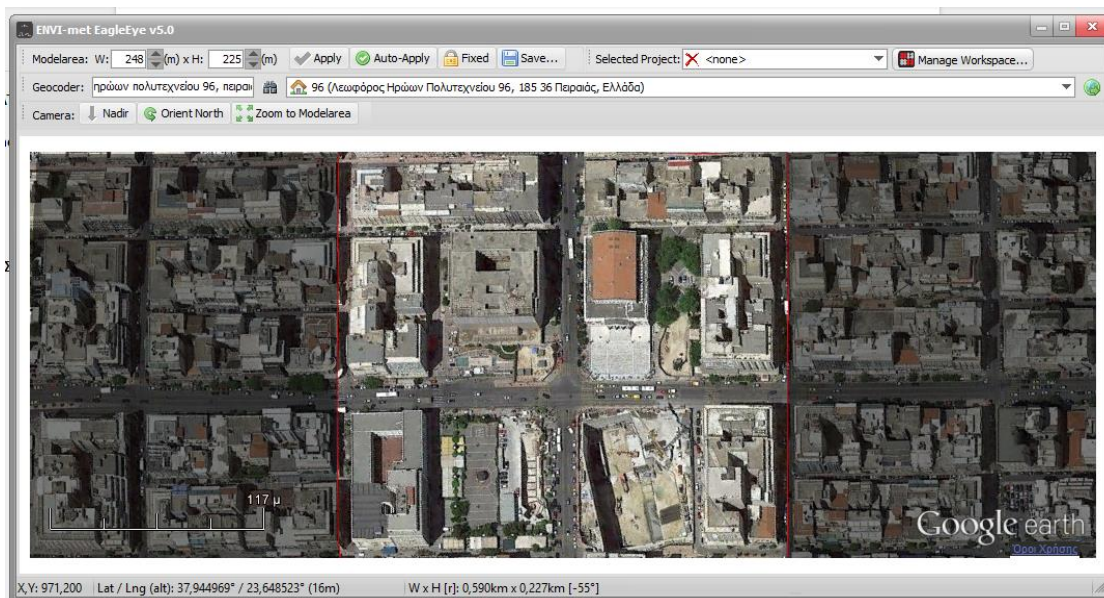 ENVI-met EagleEye v5.0
Modelarea: W: 248 (m) x H: 225 (m) Apply Auto-Apply Fixed Save... Selected Project: <none> Manage Workspace...
Geocoder: ηρώων πολυτεχνείου 96, πειραι 96 (Λεωφόρος Ηρώων Πολυτεχνείου 96, 185 36 Πειραιάς, Ελλάδα)
Camera: Nadir Orient North Zoom to Modelarea
117 μ
Google earth
Όροι Χρήσης
X,Y: 971,200 Lat / Lng (alt): 37,944969° / 23,648523° (16m) W x H [r]: 0,590km x 0,227km [-55°]